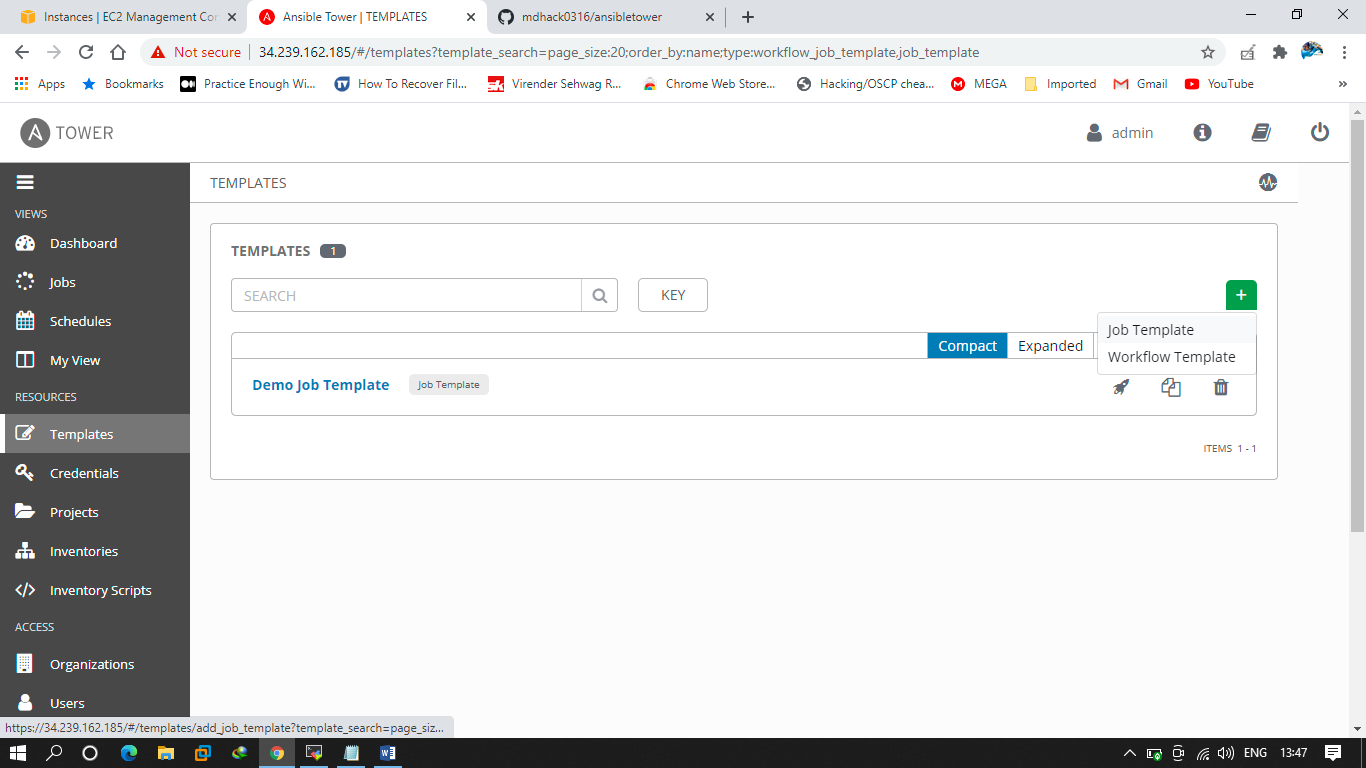 Instances | EC2 Management Con
Ansible Tower | TEMPLATES
mdhack0316/ansibletower
Not secure
34.239.162.185/#/templates?template_search=page_size:20;order_by:name;type:workflow_job_template,job_template
Apps
Bookmarks
Practice Enough Wi...
How To Recover Fil...
Virender Sehwag R...
Chrome Web Store...
Hacking/OSCP chea...
MEGA
Imported
Gmail
YouTube
»
A TOWER
admin
VIEWS
Dashboard
Jobs
Schedules
My View
RESOURCES
Templates
Credentials
Projects
Inventories
Inventory Scripts
ACCESS
Organizations
Users
TEMPLATES
TEMPLATES 1
SEARCH
KEY
+
Job Template
Workflow Template
Compact
Expanded
Demo Job Template
Job Template
ITEMS 1 - 1
https://34.239.162.185/#/templates/add_job_template?template_search=page_siz...
ENG
13:47